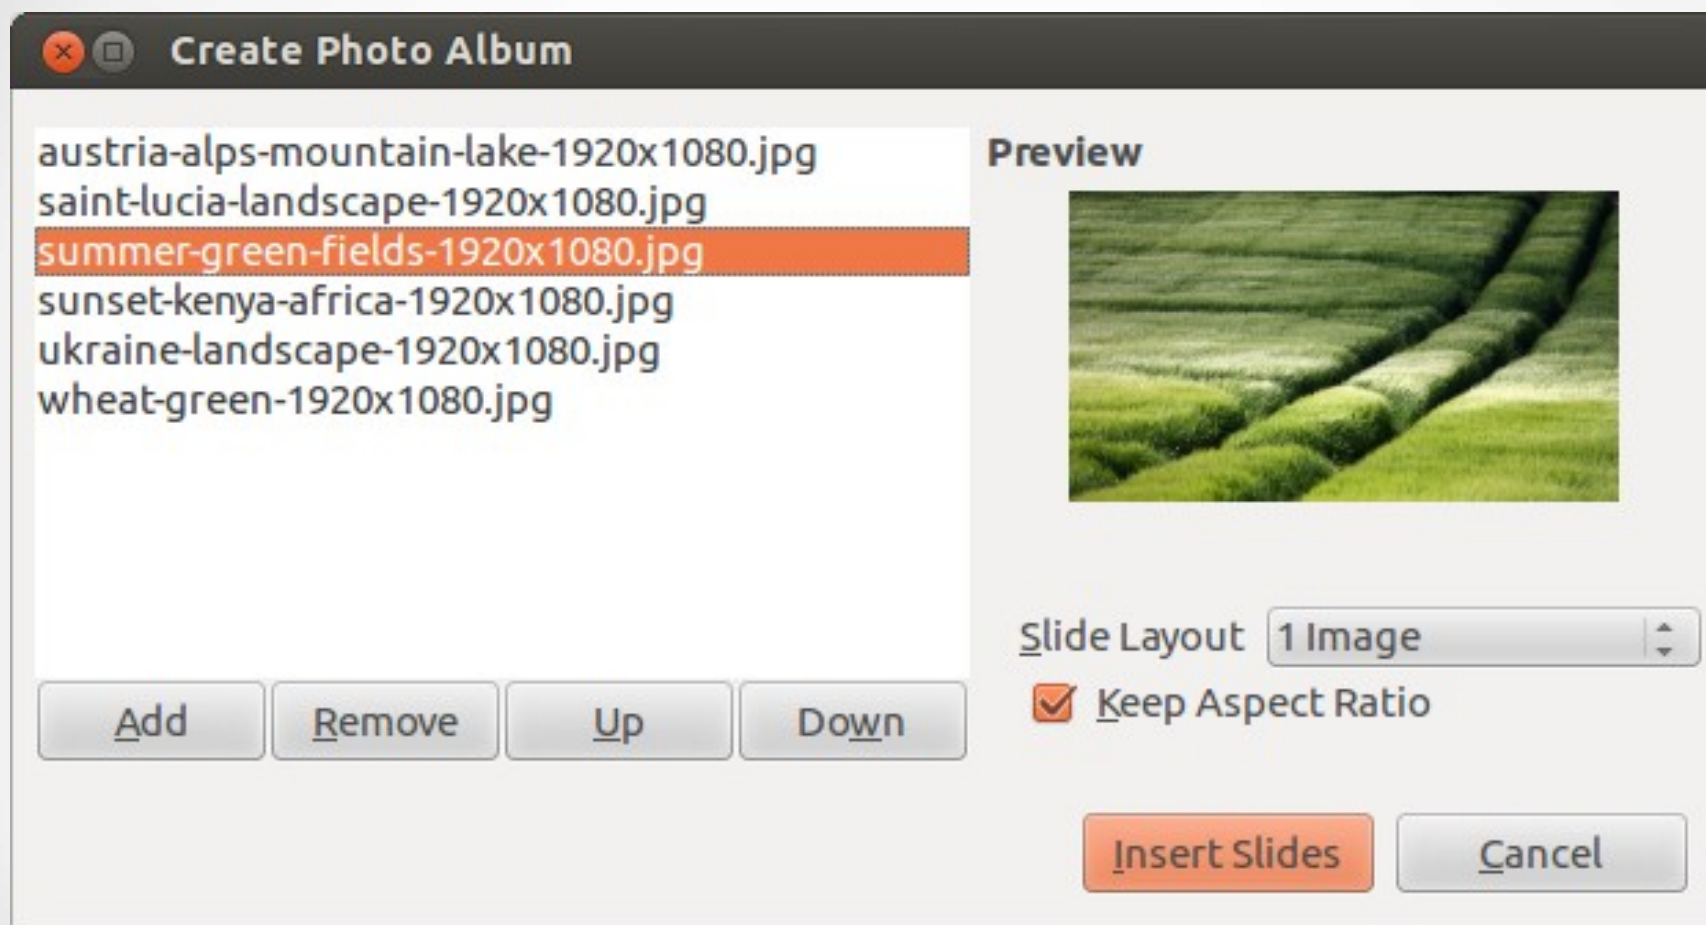 Create Photo Album
austria-alps-mountain-lake-1920x1080.jpg
saint-lucia-landscape-1920x1080.jpg
summer-green-fields-1920x1080.jpg
sunset-kenya-africa-1920x1080.jpg
ukraine-landscape-1920x1080.jpg
wheat-green-1920x1080.jpg
Add Remove Up Down
Preview
Slide Layout 1 Image
Keep Aspect Ratio
Insert Slides Cancel